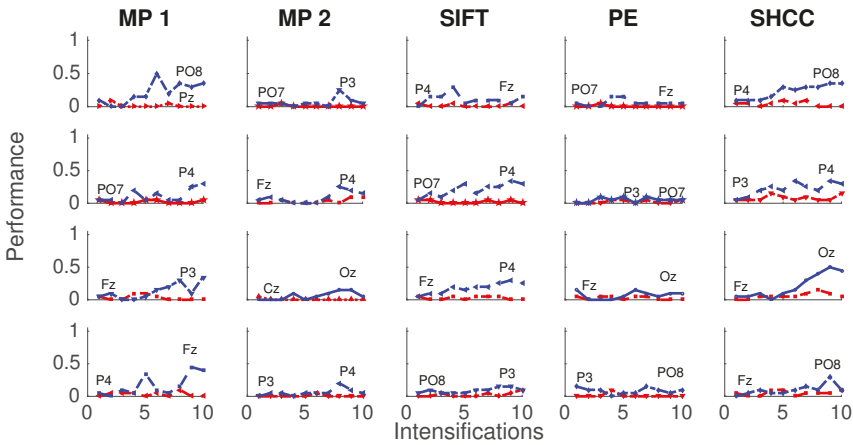 MP 1 MP 2 SIFT PE SHCC
1
0.5
0
PO8
Pz
PO7
P3
P4
Fz
PO7
Fz
P4
PO8
1
0.5
0
PO7
P4
Fz
P4
PO7
P4
P3
PO7
P3
P4
Performance
1
0.5
0
Fz
P3
Cz
Oz
Fz
P4
Fz
Oz
Fz
Oz
1
0.5
0
P4
Fz
P3
P4
PO8
P3
P3
PO8
Fz
PO8
0 5 10 0 5 10 0 5 10 0 5 10 0 5 10
Intensifications